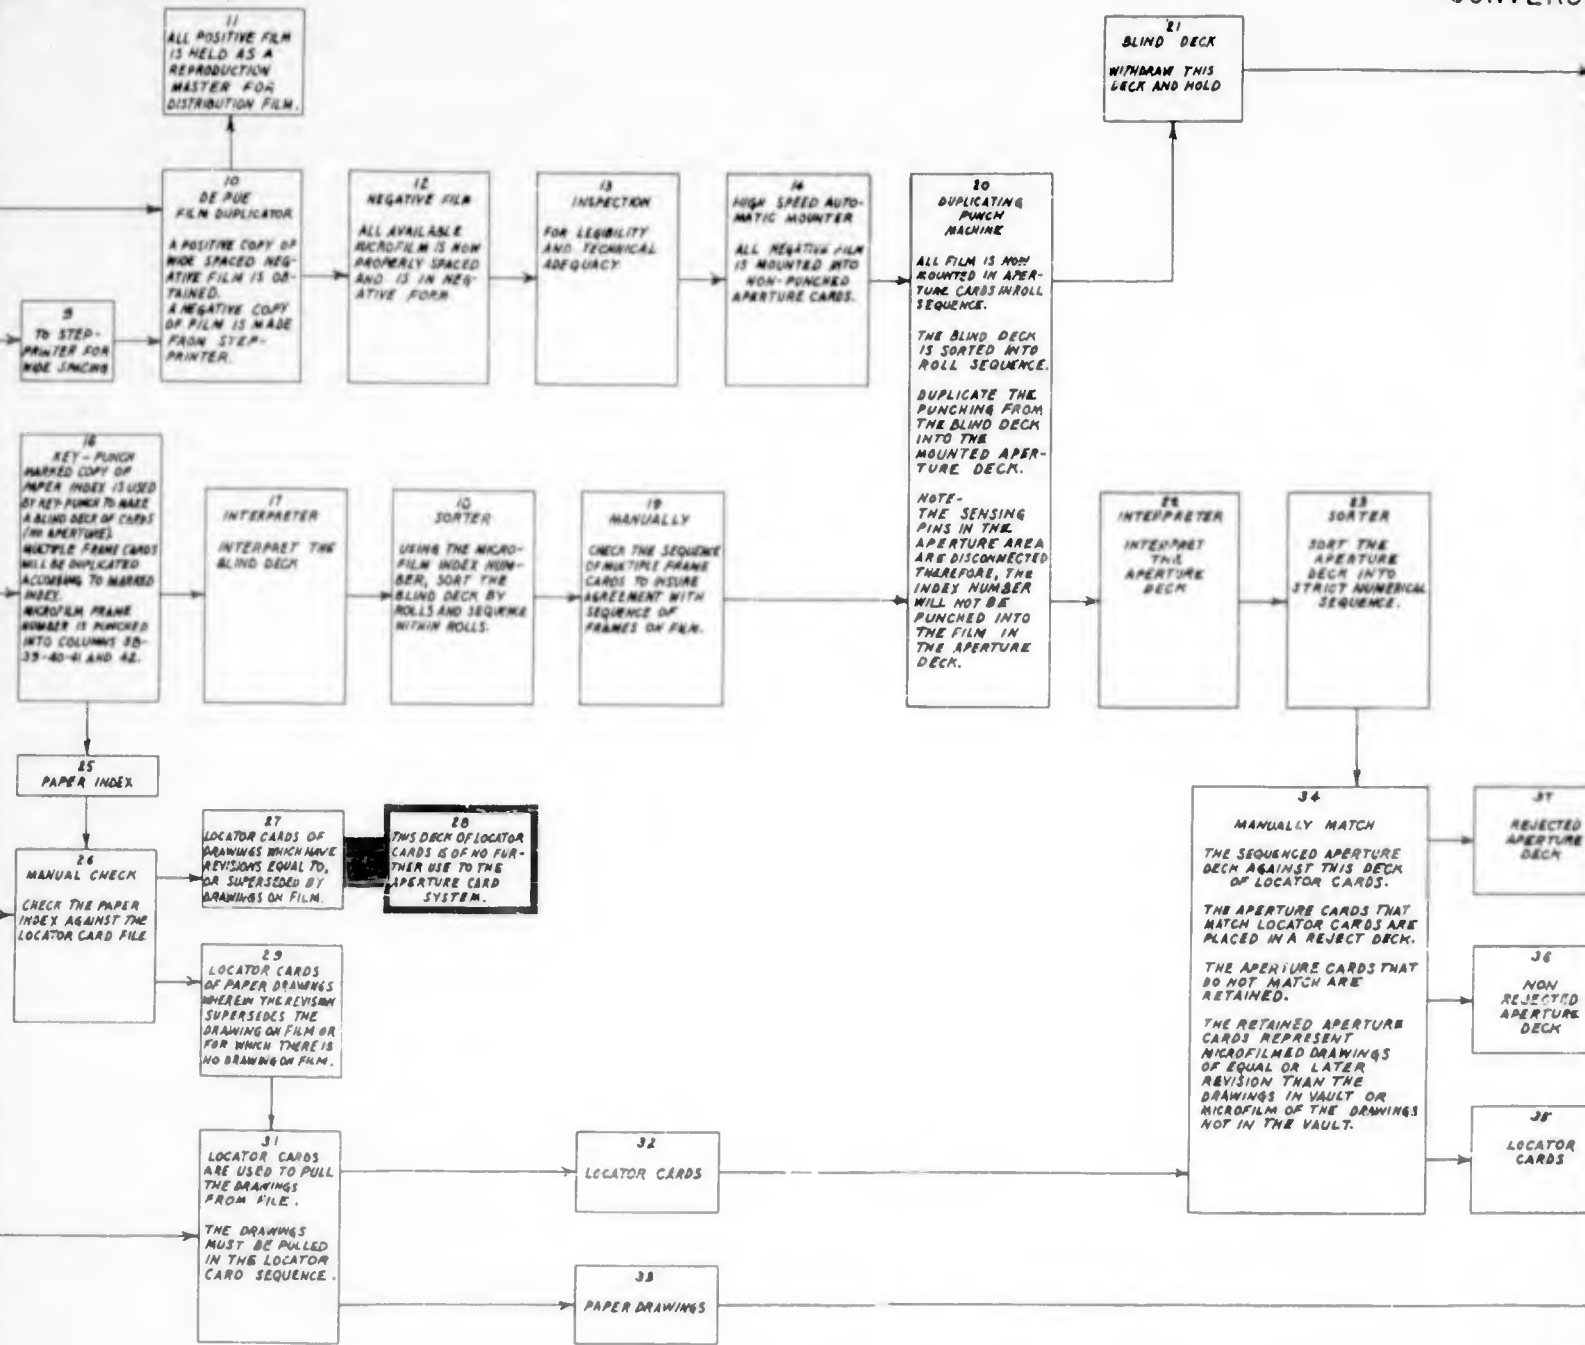 CONVERS
11
ALL POSITIVE FILM
IS HELD AS A
REPRODUCTION
MASTER FOR
DISTRIBUTION FILM.
21
BLIND DECK
WITHDRAW THIS
DECK AND HOLD
9
TO STEP-
PRINTER FOR
WIDE SPACING
10
DE PUE
FILM DUPLICATOR
A POSITIVE COPY OF
WIDE SPACED NEG-
ATIVE FILM IS OB-
TAINED.
A NEGATIVE COPY
OF FILM IS MADE
FROM STEP-
PRINTER.
12
NEGATIVE FILM
ALL AVAILABLE
MICROFILM IS NOW
PROPERLY SPACED
AND IS IN NEG-
ATIVE FORM
13
INSPECTION
FOR LEGIBILITY
AND TECHNICAL
ADEQUACY
14
HIGH SPEED AUTO-
MATIC MOUNTER
ALL NEGATIVE FILM
IS MOUNTED INTO
NON-PUNCHED
APERTURE CARDS.
20
DUPLICATING
PUNCH
MACHINE
ALL FILM IS NOW
MOUNTED IN APER-
TURE CARDS IN ROLL
SEQUENCE.
THE BLIND DECK
IS SORTED INTO
ROLL SEQUENCE.
DUPLICATE THE
PUNCHING FROM
THE BLIND DECK
INTO THE
MOUNTED APER-
TURE DECK.
NOTE-
THE SENSING
PINS IN THE
APERTURE AREA
ARE DISCONNECTED
THEREFORE, THE
INDEX NUMBER
WILL NOT BE
PUNCHED INTO
THE FILM IN
THE APERTURE
DECK.
16
KEY-PUNCH
MARKED COPY OF
PAPER INDEX IS USED
BY KEY-PUNCH TO MAKE
A BLIND DECK OF CARDS
(NO APERTURE).
MULTIPLE FRAME CARDS
WILL BE DUPLICATED
ACCORDING TO MARKED
INDEX.
MICROFILM FRAME
NUMBER IS PUNCHED
INTO COLUMNS 38-
39-40-41 AND 42.
17
INTERPRETER
INTERPRET THE
BLIND DECK
18
SORTER
USING THE MICRO-
FILM INDEX NUM-
BER, SORT THE
BLIND DECK BY
ROLLS AND SEQUENCE
WITHIN ROLLS.
19
MANUALLY
CHECK THE SEQUENCE
OF MULTIPLE FRAME
CARDS TO INSURE
AGREEMENT WITH
SEQUENCE OF
FRAMES ON FILM.
22
INTERPRETER
INTERPRET
THE
APERTURE
DECK
23
SORTER
SORT THE
APERTURE
DECK INTO
STRICT NUMERICAL
SEQUENCE.
25
PAPER INDEX
26
MANUAL CHECK
CHECK THE PAPER
INDEX AGAINST THE
LOCATOR CARD FILE
27
LOCATOR CARDS OF
DRAWINGS WHICH HAVE
REVISIONS EQUAL TO,
OR SUPERSEDED BY
DRAWINGS ON FILM.
28
THIS DECK OF LOCATOR
CARDS IS OF NO FUR-
THER USE TO THE
APERTURE CARD
SYSTEM.
29
LOCATOR CARDS
OF PAPER DRAWINGS
WHEREIN THE REVISION
SUPERSEDES THE
DRAWING ON FILM OR
FOR WHICH THERE IS
NO DRAWING ON FILM.
31
LOCATOR CARDS
ARE USED TO PULL
THE DRAWINGS
FROM FILE.
THE DRAWINGS
MUST BE PULLED
IN THE LOCATOR
CARD SEQUENCE.
32
LOCATOR CARDS
33
PAPER DRAWINGS
34
MANUALLY MATCH
THE SEQUENCED APERTURE
DECK AGAINST THIS DECK
OF LOCATOR CARDS.
THE APERTURE CARDS THAT
MATCH LOCATOR CARDS ARE
PLACED IN A REJECT DECK.
THE APERTURE CARDS THAT
DO NOT MATCH ARE
RETAINED.
THE RETAINED APERTURE
CARDS REPRESENT
MICROFILMED DRAWINGS
OF EQUAL OR LATER
REVISION THAN THE
DRAWINGS IN VAULT OR
MICROFILM OF THE DRAWINGS
NOT IN THE VAULT.
37
REJECTED
APERTURE
DECK
36
NON
REJECTED
APERTURE
DECK
35
LOCATOR
CARDS